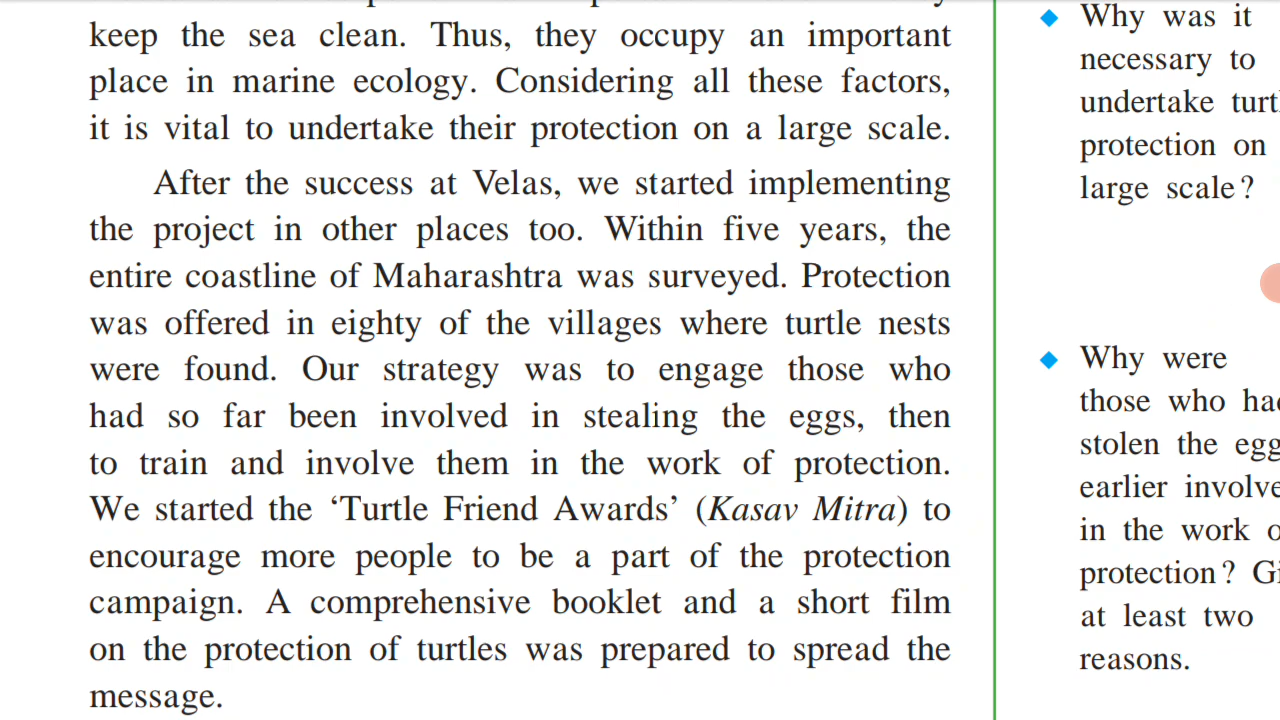 keep the sea clean. Thus, they occupy an important
place in marine ecology. Considering all these factors,
it is vital to undertake their protection on a large scale.
After the success at Velas, we started implementing
the project in other places too. Within five years, the
entire coastline of Maharashtra was surveyed. Protection
was offered in eighty of the villages where turtle nests
were found. Our strategy was to engage those who
had so far been involved in stealing the eggs, then
to train and involve them in the work of protection.
We started the ‘Turtle Friend Awards’ (Kasav Mitra) to
encourage more people to be a part of the protection
campaign. A comprehensive booklet and a short film
on the protection of turtles was prepared to spread the
message.
Why was it
necessary to
undertake
protection on
large scale?
Why were
those who
stolen the
earlier
in the work
protection?
at least two
reasons.